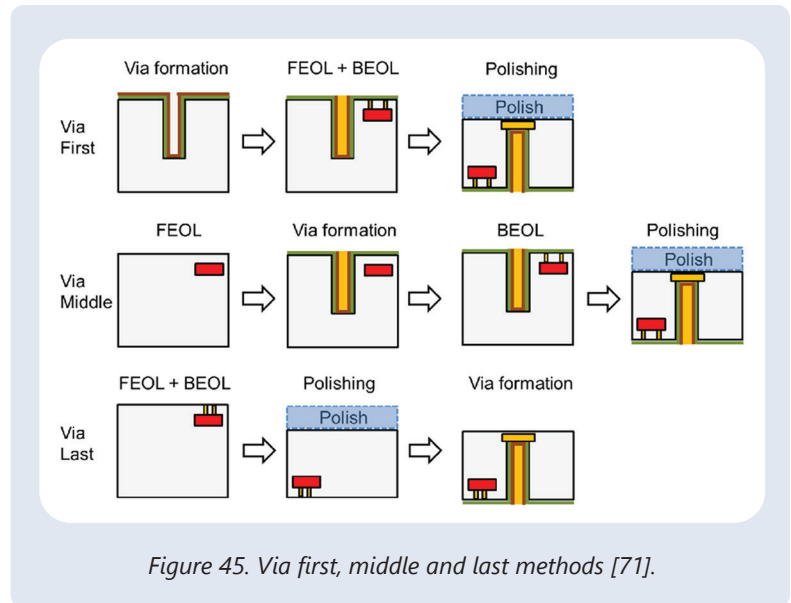 Via formation
FEOL + BEOL
Polishing
Via
First
Polish
FEOL
Via formation
BEOL
Polishing
Via
Middle
Polish
FEOL + BEOL
Polishing
Via formation
Via
Last
Polish
Figure 45. Via first, middle and last methods [71].